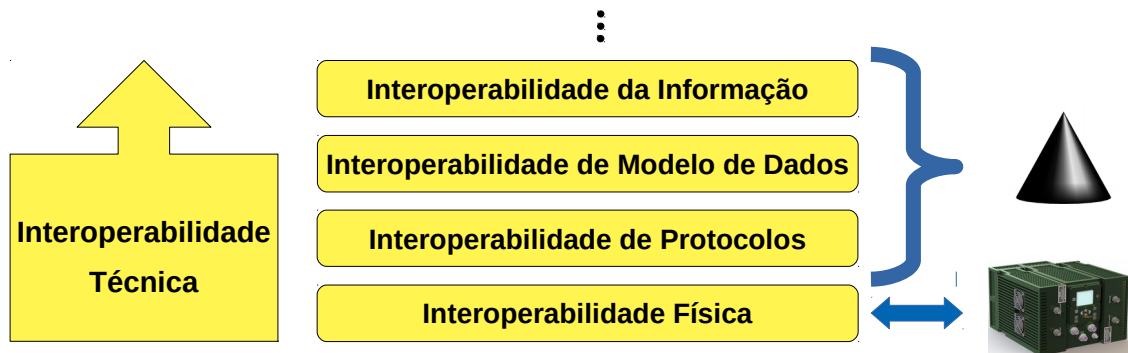 Interoperabilidade da Informação
Interoperabilidade de Modelo de Dados
Interoperabilidade
Técnica
Interoperabilidade de Protocolos
Interoperabilidade Física